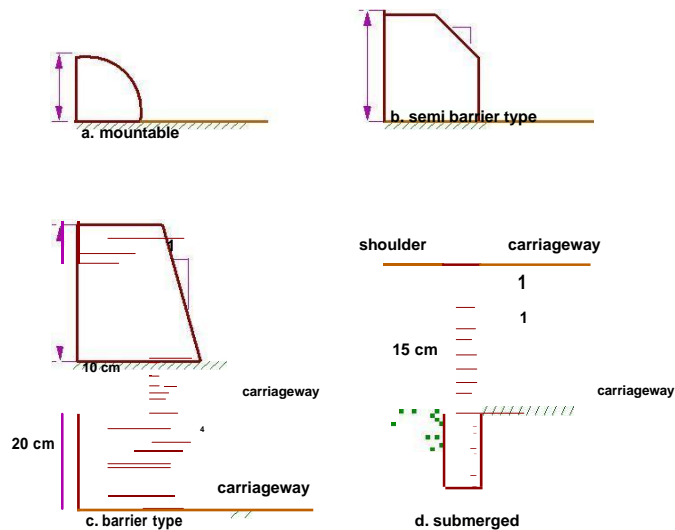 a. mountable
b. semi barrier type
shoulder
carriageway
1
1
1
15 cm
10 cm
carriageway
carriageway
4
20 cm
carriageway
c. barrier type
d. submerged